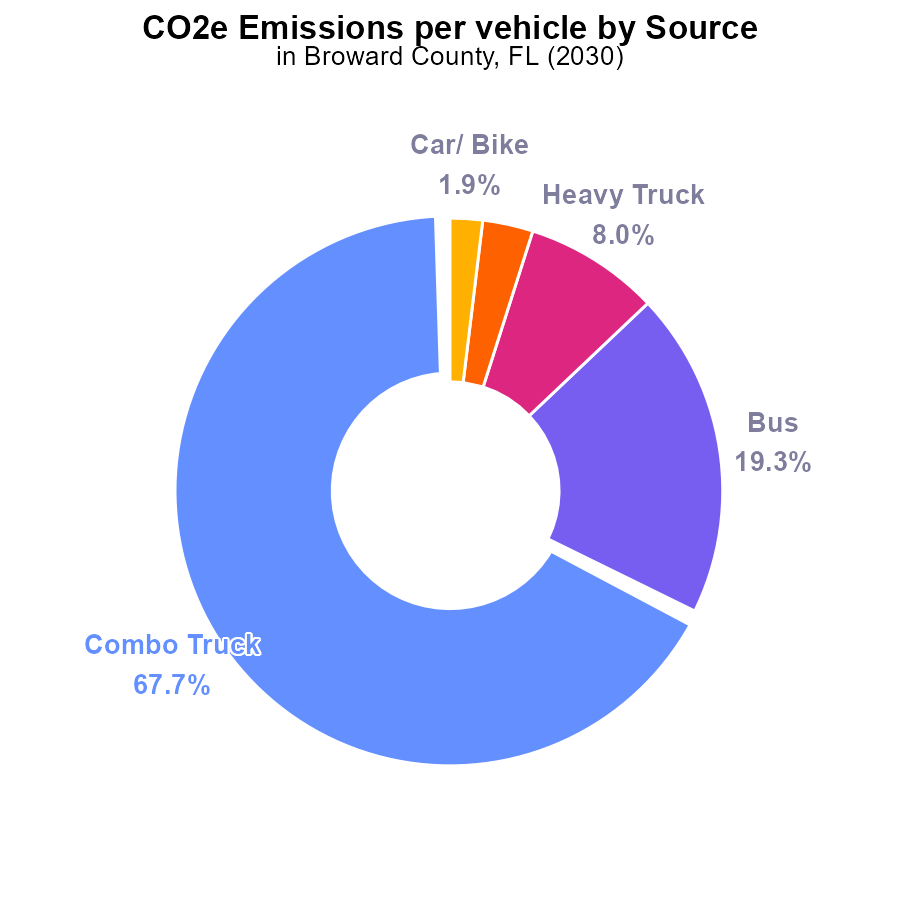 CO2e Emissions per vehicle by Source
in Broward County, FL (2030)
Car/ Bike
1.9%
Heavy Truck
8.0%
Bus
19.3%
Combo Truck
67.7%